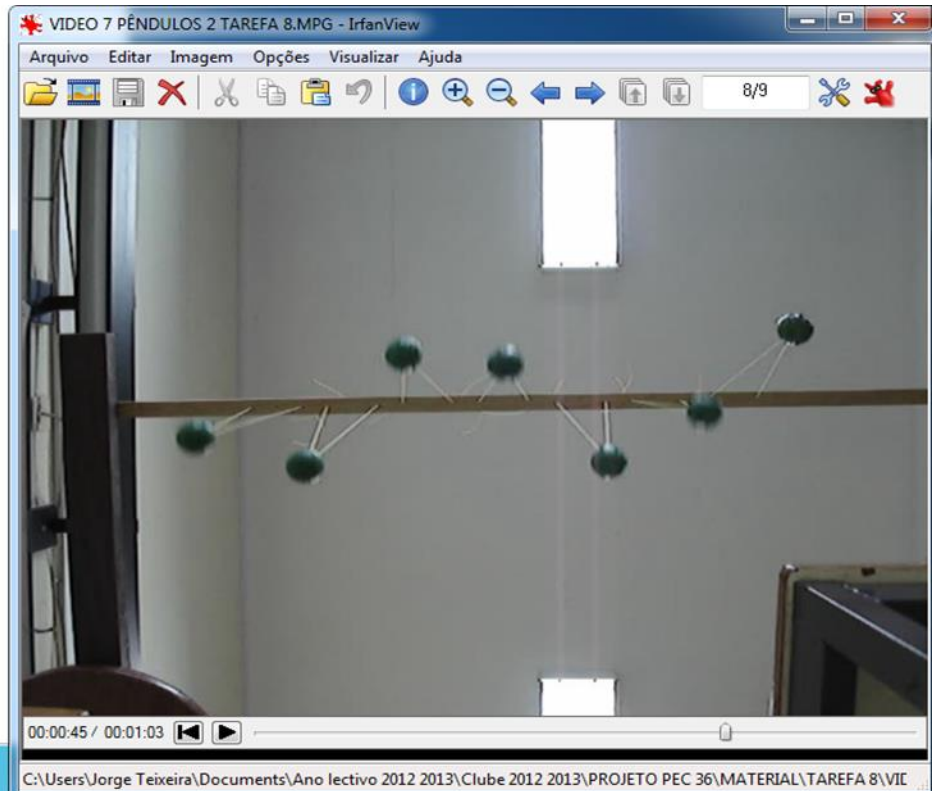 VIDEO 7 PÊNDULOS 2 TAREFA 8.MPG - IrfanView
Arquivo Editar Imagem Opções Visualizar Ajuda
8/9
00:00:45 / 00:01:03
C:\Users\Jorge Teixeira\Documents\Ano lectivo 2012 2013\Clube 2012 2013\PROJETO PEC 36\MATERIAL\TAREFA 8\VID